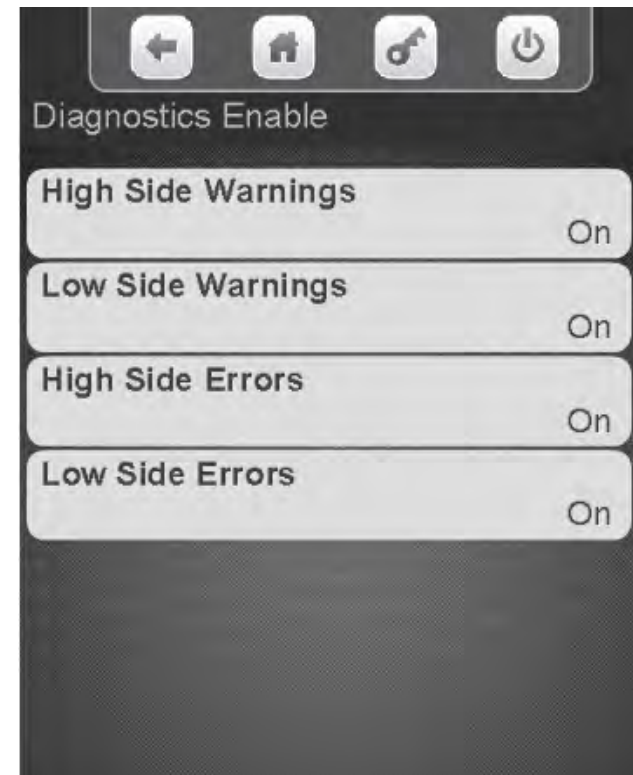 Diagnostics Enable
High Side Warnings
On
Low Side Warnings
On
High Side Errors
On
Low Side Errors
On